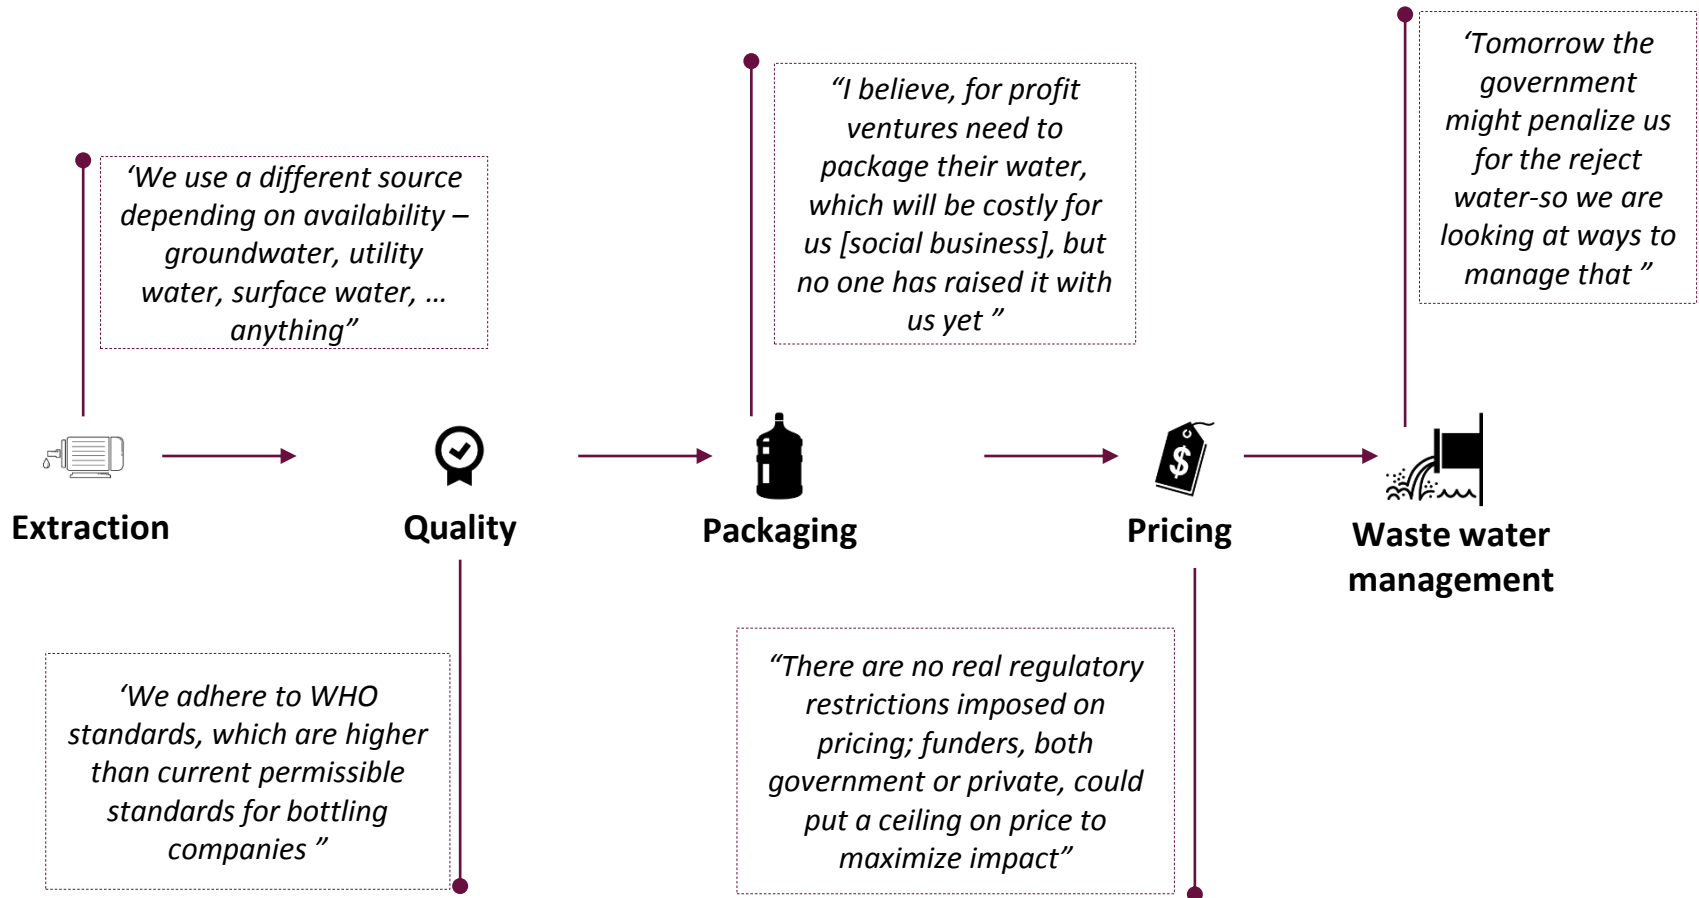 ‘We use a different source
depending on availability –
groundwater, utility
water, surface water, …
anything”
“I believe, for profit
ventures need to
package their water,
which will be costly for
us [social business], but
no one has raised it with
us yet ”
‘Tomorrow the
government
might penalize us
for the reject
water-so we are
looking at ways to
manage that ”
$
Extraction
Quality
Packaging
Pricing
Waste water
management
‘We adhere to WHO
standards, which are higher
than current permissible
standards for bottling
companies ”
“There are no real regulatory
restrictions imposed on
pricing; funders, both
government or private, could
put a ceiling on price to
maximize impact”